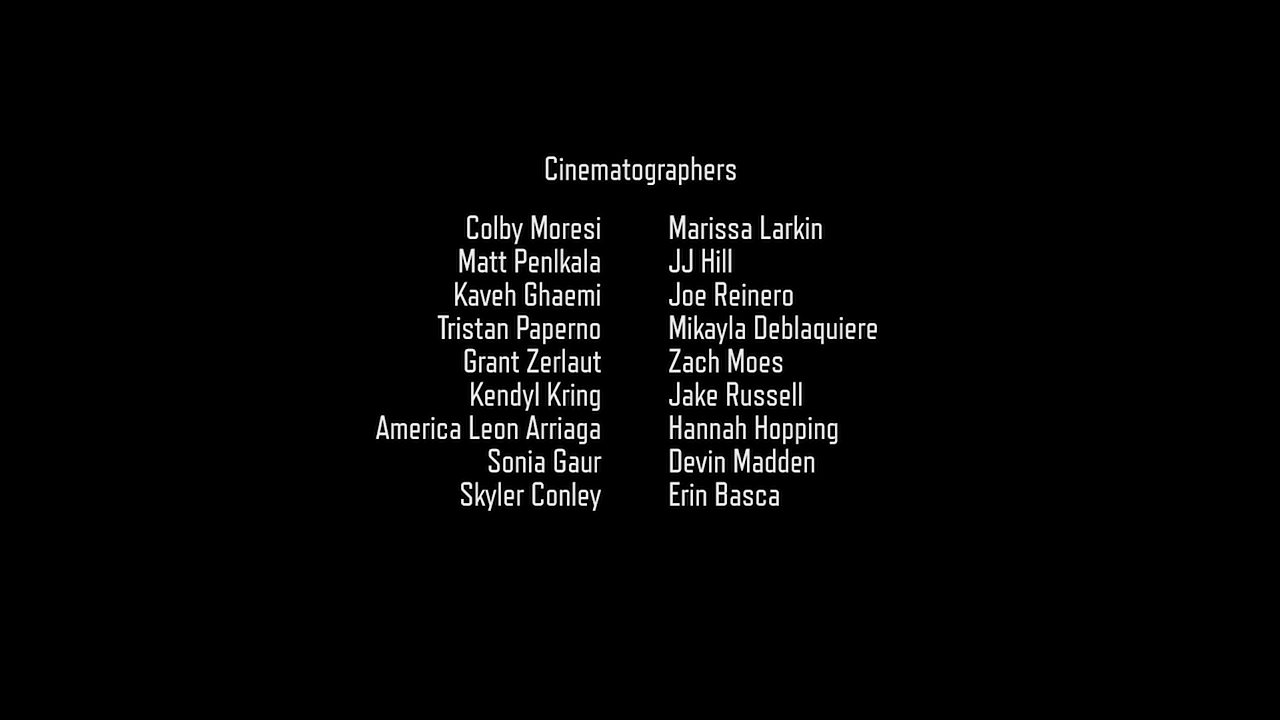 Cinematographers
Colby Moresi Marissa Larkin
Matt Penlkala JJ Hill
Kaveh Ghaemi Joe Reinero
Tristan Paperno Mikayla Deblaquiere
Grant Zerlaut Zach Moes
Kendyl Kring Jake Russell
America Leon Arriaga Hannah Hopping
Sonia Gaur Devin Madden
Skyler Conley Erin Basca